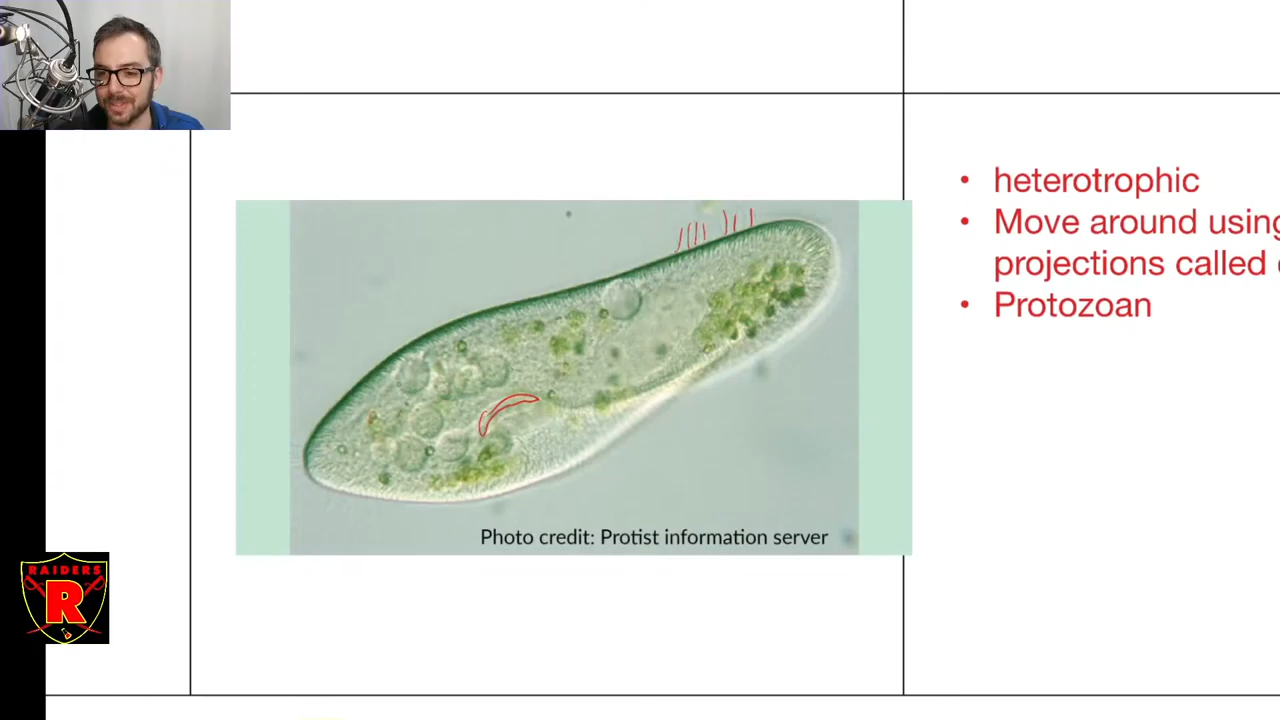 • heterotrophic
• Move around using
projections called
• Protozoan
Photo credit: Protist information server
RAIDERS
R